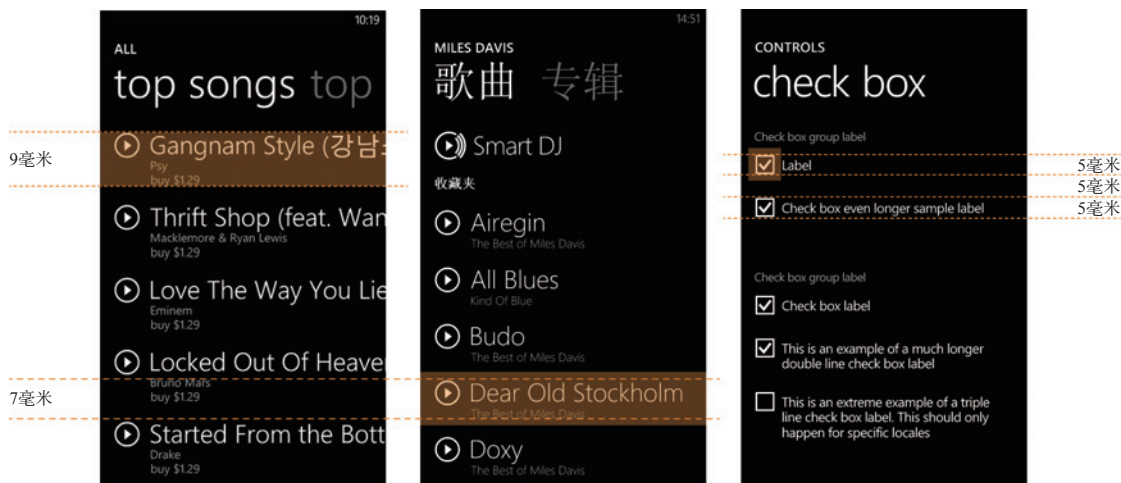 10:19
ALL
top songs top
Gangnam Style (강남
Psy
buy $1.29
Thrift Shop (feat. Wan
Macklemore & Ryan Lewis
buy $1.29
Love The Way You Lie
Eminem
buy $1.29
Locked Out Of Heave
Bruno Mars
buy $1.29
Started From the Bott
Drake
buy $1.29
9毫米
7毫米
14:51
MILES DAVIS
歌曲 专辑
Smart DJ
收藏夹
Airegin
The Best of Miles Davis
All Blues
Kind Of Blue
Budo
The Best of Miles Davis
Dear Old Stockholm
The Best of Miles Davis
Doxy
The Best of Miles Davis
CONTROLS
check box
Check box group label
Label
Check box even longer sample label
Check box group label
Check box label
This is an example of a much longer
double line check box label
This is an extreme example of a triple
line check box label. This should only
happen for specific locales
5毫米
5毫米
5毫米